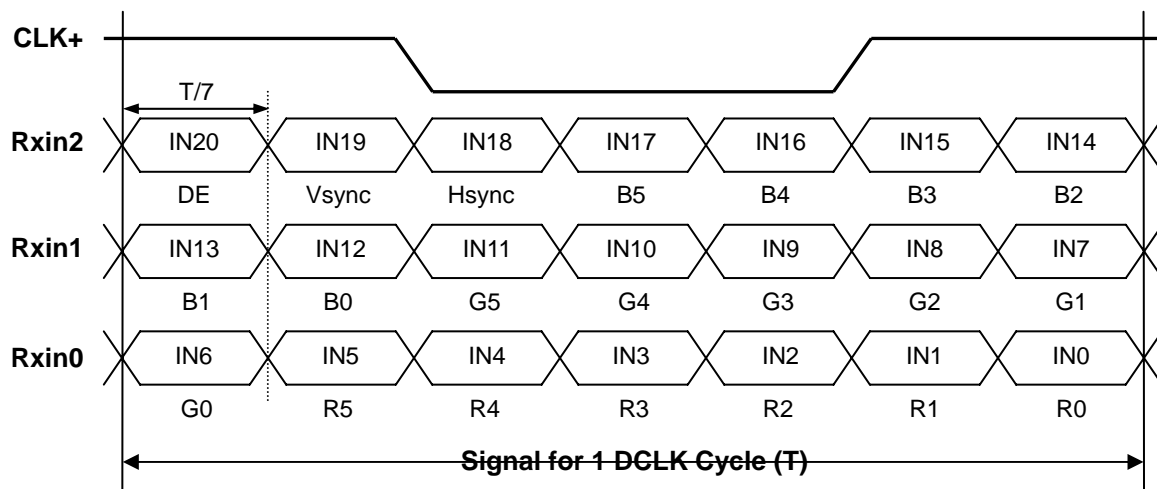 CLK+
T/7
Rxin2 IN20 IN19 IN18 IN17 IN16 IN15 IN14
DE Vsync Hsync B5 B4 B3 B2
Rxin1 IN13 IN12 IN11 IN10 IN9 IN8 IN7
B1 B0 G5 G4 G3 G2 G1
Rxin0 IN6 IN5 IN4 IN3 IN2 IN1 IN0
G0 R5 R4 R3 R2 R1 R0
Signal for 1 DCLK Cycle (T)